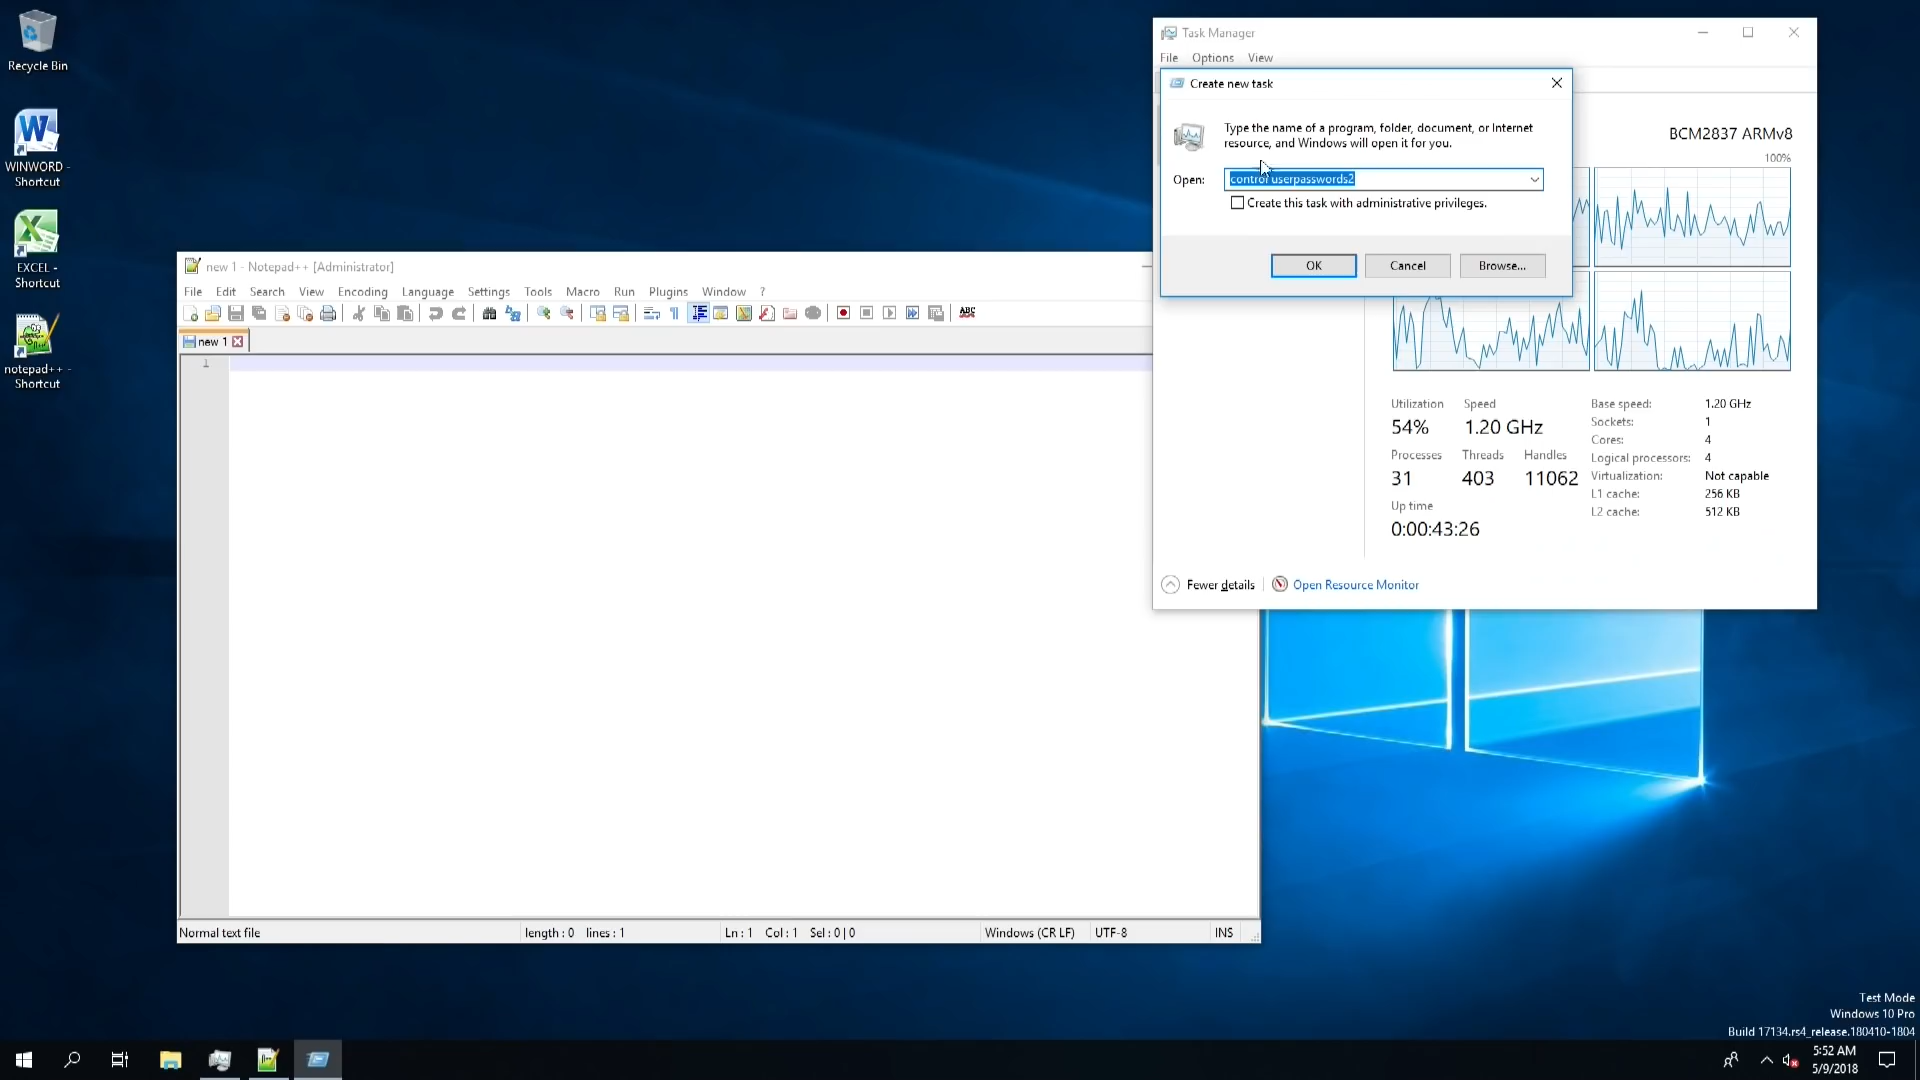 Recycle Bin
WINWORD -
Shortcut
EXCEL -
Shortcut
notepad++ -
Shortcut
new 1 - Notepad++ [Administrator]
File Edit Search View Encoding Language Settings Tools Macro Run Plugins Window ?
ABC
new 1
1
Normal text file length : 0 lines : 1 Ln : 1 Col : 1 Sel : 0 | 0 Windows (CR LF) UTF-8 INS
Task Manager
File Options View
Create new task
Type the name of a program, folder, document, or Internet
resource, and Windows will open it for you.
Open: control userpasswords2
Create this task with administrative privileges.
OK Cancel Browse...
BCM2837 ARMv8
100%
Utilization Speed
54% 1.20 GHz
Processes Threads Handles
31 403 11062
Up time
0:00:43:26
Base speed: 1.20 GHz
Sockets: 1
Cores: 4
Logical processors: 4
Virtualization: Not capable
L1 cache: 256 KB
L2 cache: 512 KB
Fewer details Open Resource Monitor
Test Mode
Windows 10 Pro
Build 17134.rs4_release.180410-1804
5:52 AM
5/9/2018